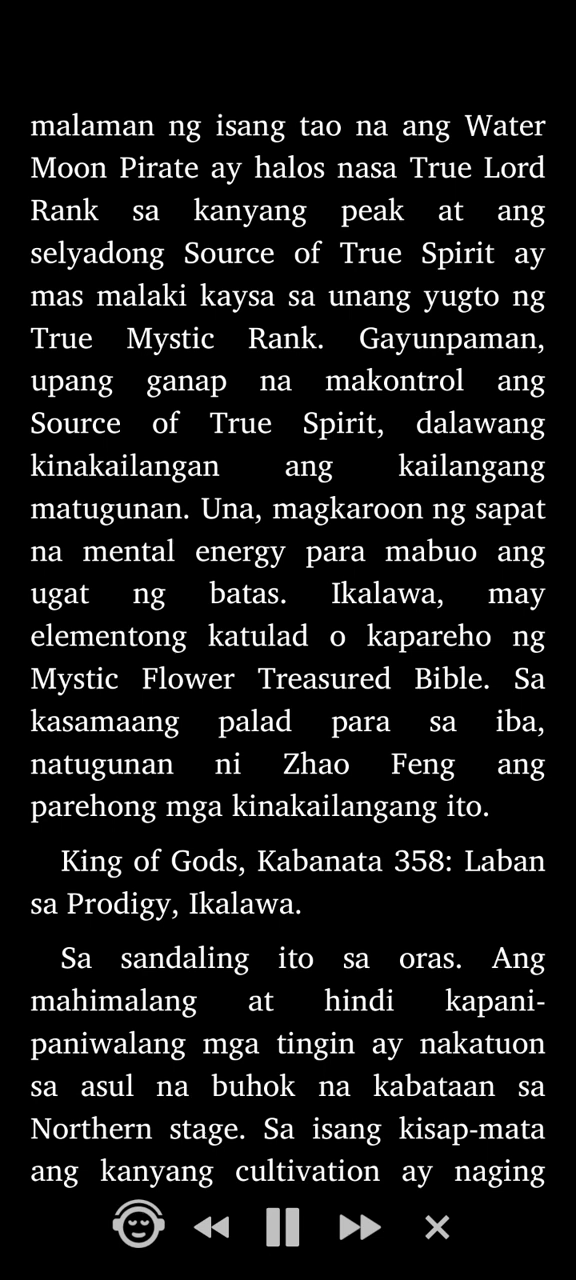 malaman ng isang tao na ang Water
Moon Pirate ay halos nasa True Lord
Rank sa kanyang peak at ang
selyadong Source of True Spirit ay
mas malaki kaysa sa unang yugto ng
True Mystic Rank. Gayunpaman,
upang ganap na makontrol ang
Source of True Spirit, dalawang
kinakailangan ang kailangang
matugunan. Una, magkaroon ng sapat
na mental energy para mabuo ang
ugat ng batas. Ikalawa, may
elementong katulad o kapareho ng
Mystic Flower Treasured Bible. Sa
kasamaang palad para sa iba,
natugunan ni Zhao Feng ang
parehong mga kinakailangang ito.
King of Gods, Kabanata 358: Laban
sa Prodigy, Ikalawa.
Sa sandaling ito sa oras. Ang
mahimalang at hindi kapani-
paniwalang mga tingin ay nakatuon
sa asul na buhok na kabataan sa
Northern stage. Sa isang kisap-mata
ang kanyang cultivation ay naging